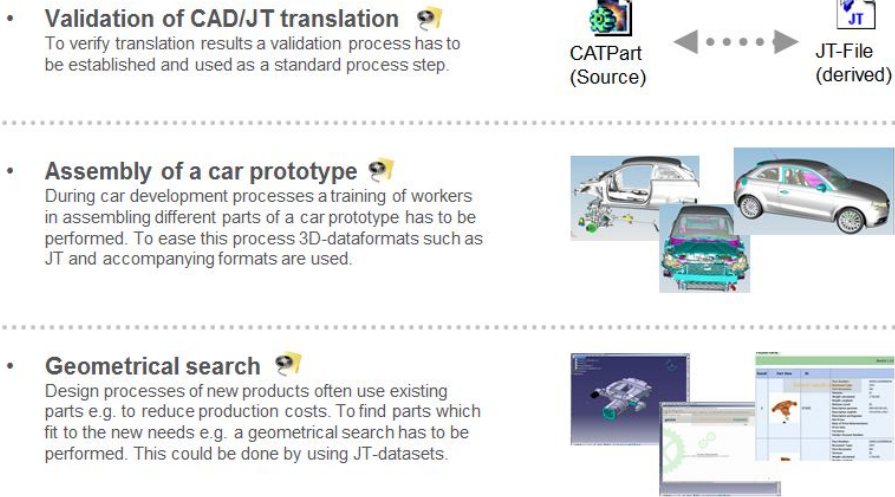 • Validation of CAD/JT translation
To verify translation results a validation process has to
be established and used as a standard process step.
CATPart
(Source)
JT
JT-File
(derived)
• Assembly of a car prototype
During car development processes a training of workers
in assembling different parts of a car prototype has to be
performed. To ease this process 3D-dataformats such as
JT and accompanying formats are used.
• Geometrical search
Design processes of new products often use existing
parts e.g. to reduce production costs. To find parts which
fit to the new needs e.g. a geometrical search has to be
performed. This could be done by using JT-datasets.